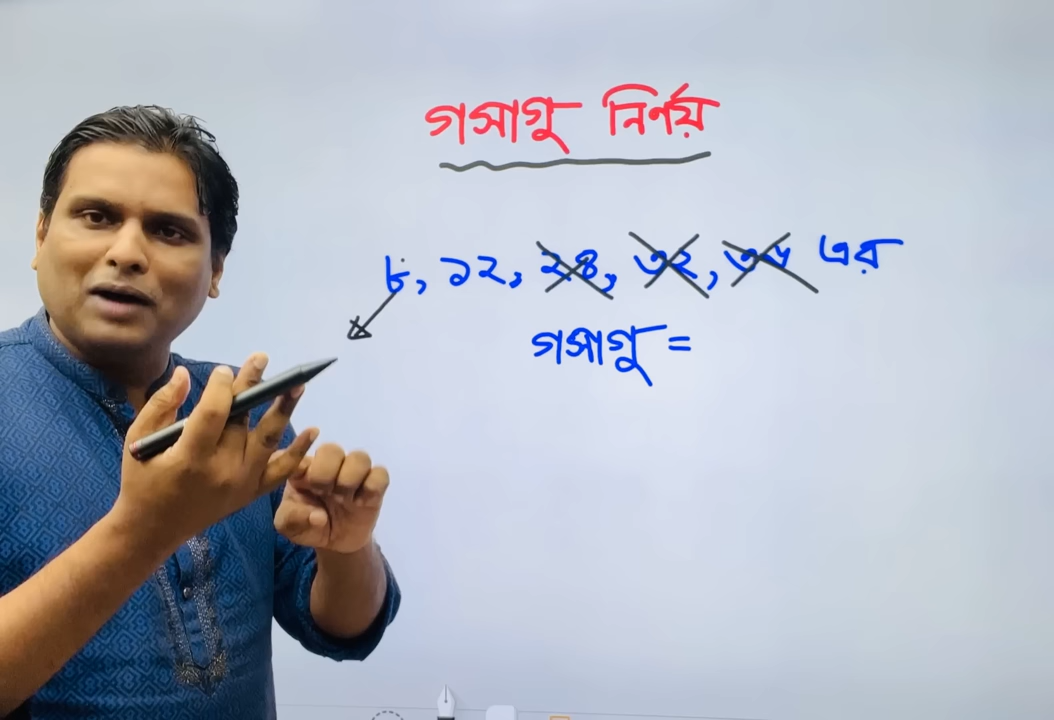 গসাগু নির্ণয়
৮, ১২, ২৪, ৩২, ৩৬ এর
গসাগু =